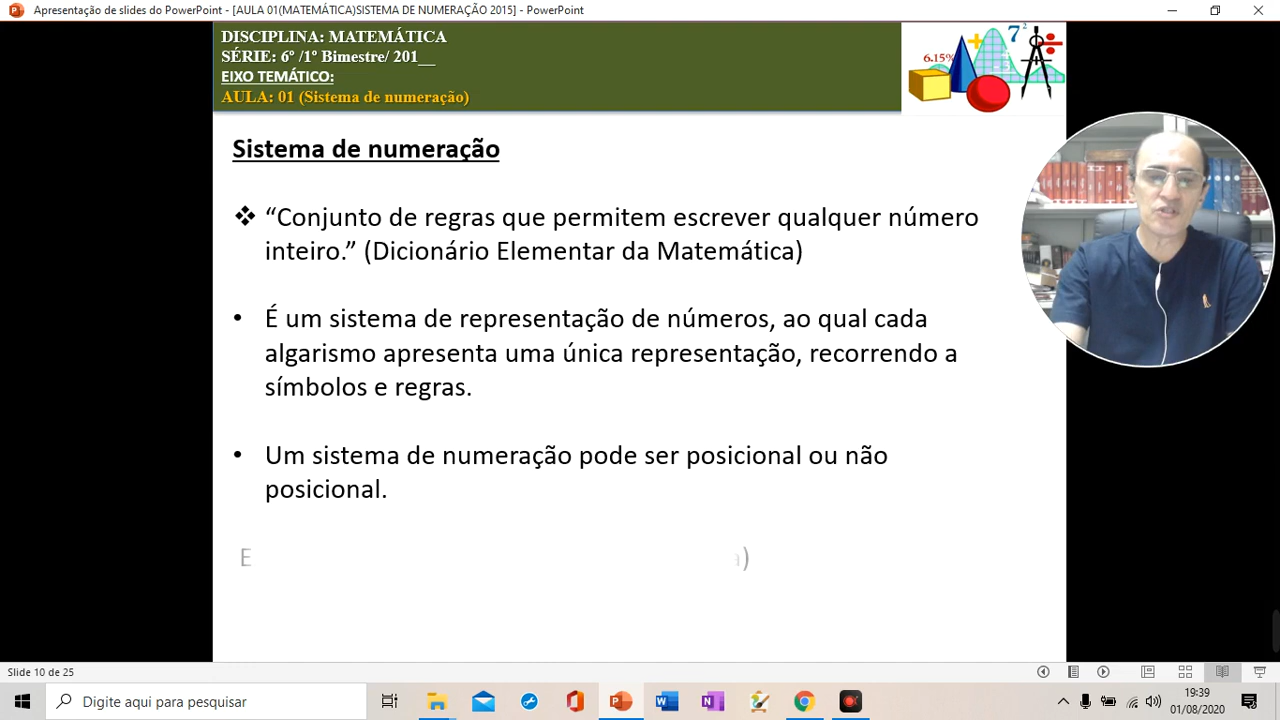 Apresentação de slides do PowerPoint - [AULA 01(MATEMÁTICA)SISTEMA DE NUMERAÇÃO 2015] - PowerPoint
DISCIPLINA: MATEMÁTICA
SÉRIE: 6º /1º Bimestre/ 201__
EIXO TEMÁTICO:
AULA: 01 (Sistema de numeração)
6.15%
7²
Sistema de numeração
❖ “Conjunto de regras que permitem escrever qualquer número
inteiro.” (Dicionário Elementar da Matemática)
• É um sistema de representação de números, ao qual cada
algarismo apresenta uma única representação, recorrendo a
símbolos e regras.
• Um sistema de numeração pode ser posicional ou não
posicional.
E
)
Slide 10 de 25
Digite aqui para pesquisar
19:39
01/08/2020